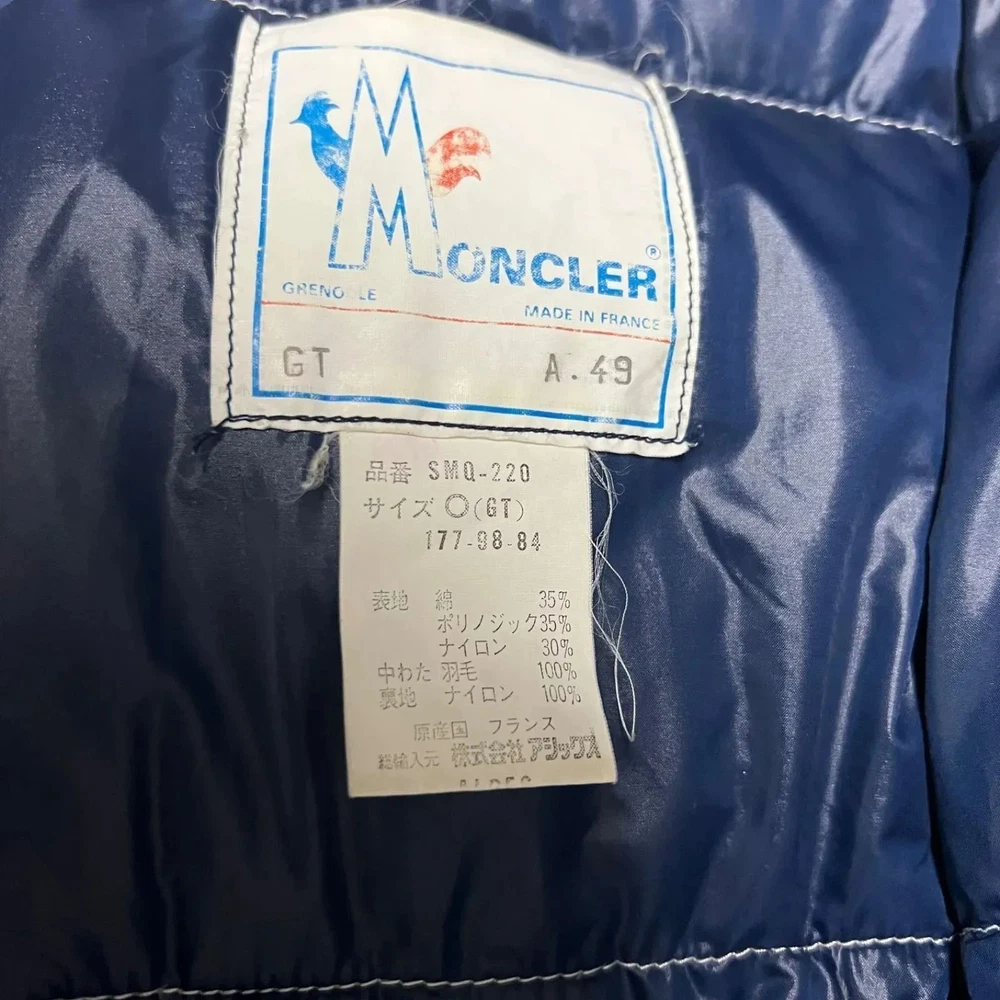 MONCLER ®
GRENOBLE
MADE IN FRANCE
GT A.49
品番 SMQ-220
サイズ ○(GT)
177-98-84
表地 綿 35%
ポリノジック35%
ナイロン 30%
中わた 羽毛 100%
裏地 ナイロン 100%
原産国 フランス
総輸入元 株式会社アシックス